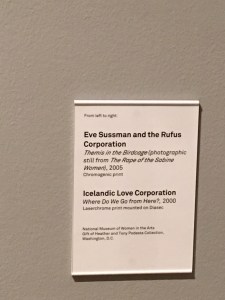 From left to right:
Eve Sussman and the Rufus
Corporation
Themis in the Birdcage (photographic
still from The Rape of the Sabine
Women), 2005
Chromogenic print
Icelandic Love Corporation
Where Do We Go from Here?, 2000
Laserchrome print mounted on Diasec
National Museum of Women in the Arts
Gift of Heather and Tony Podesta Collection,
Washington, D.C.